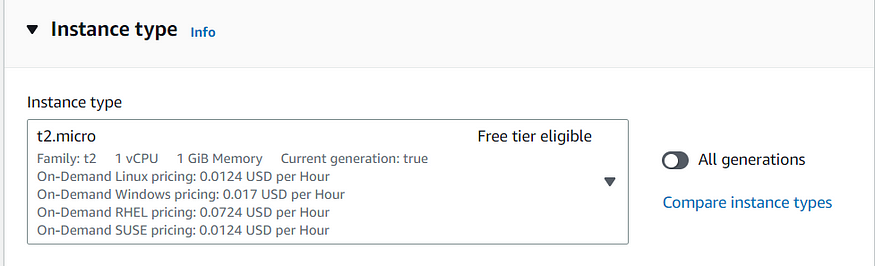 Instance type Info
Instance type
t2.micro Free tier eligible
Family: t2 1 vCPU 1 GiB Memory Current generation: true
On-Demand Linux pricing: 0.0124 USD per Hour
On-Demand Windows pricing: 0.017 USD per Hour
On-Demand RHEL pricing: 0.0724 USD per Hour
On-Demand SUSE pricing: 0.0124 USD per Hour
All generations
Compare instance types